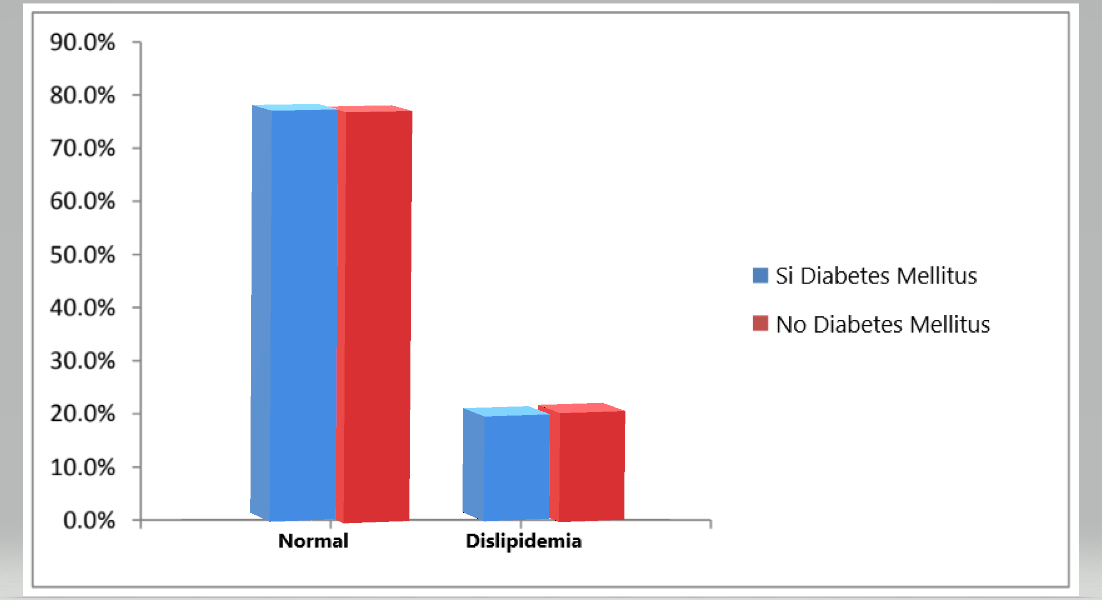 90.0%
80.0%
70.0%
60.0%
50.0%
40.0%
30.0%
20.0%
10.0%
0.0%
Normal
Dislipidemia
Si Diabetes Mellitus
No Diabetes Mellitus